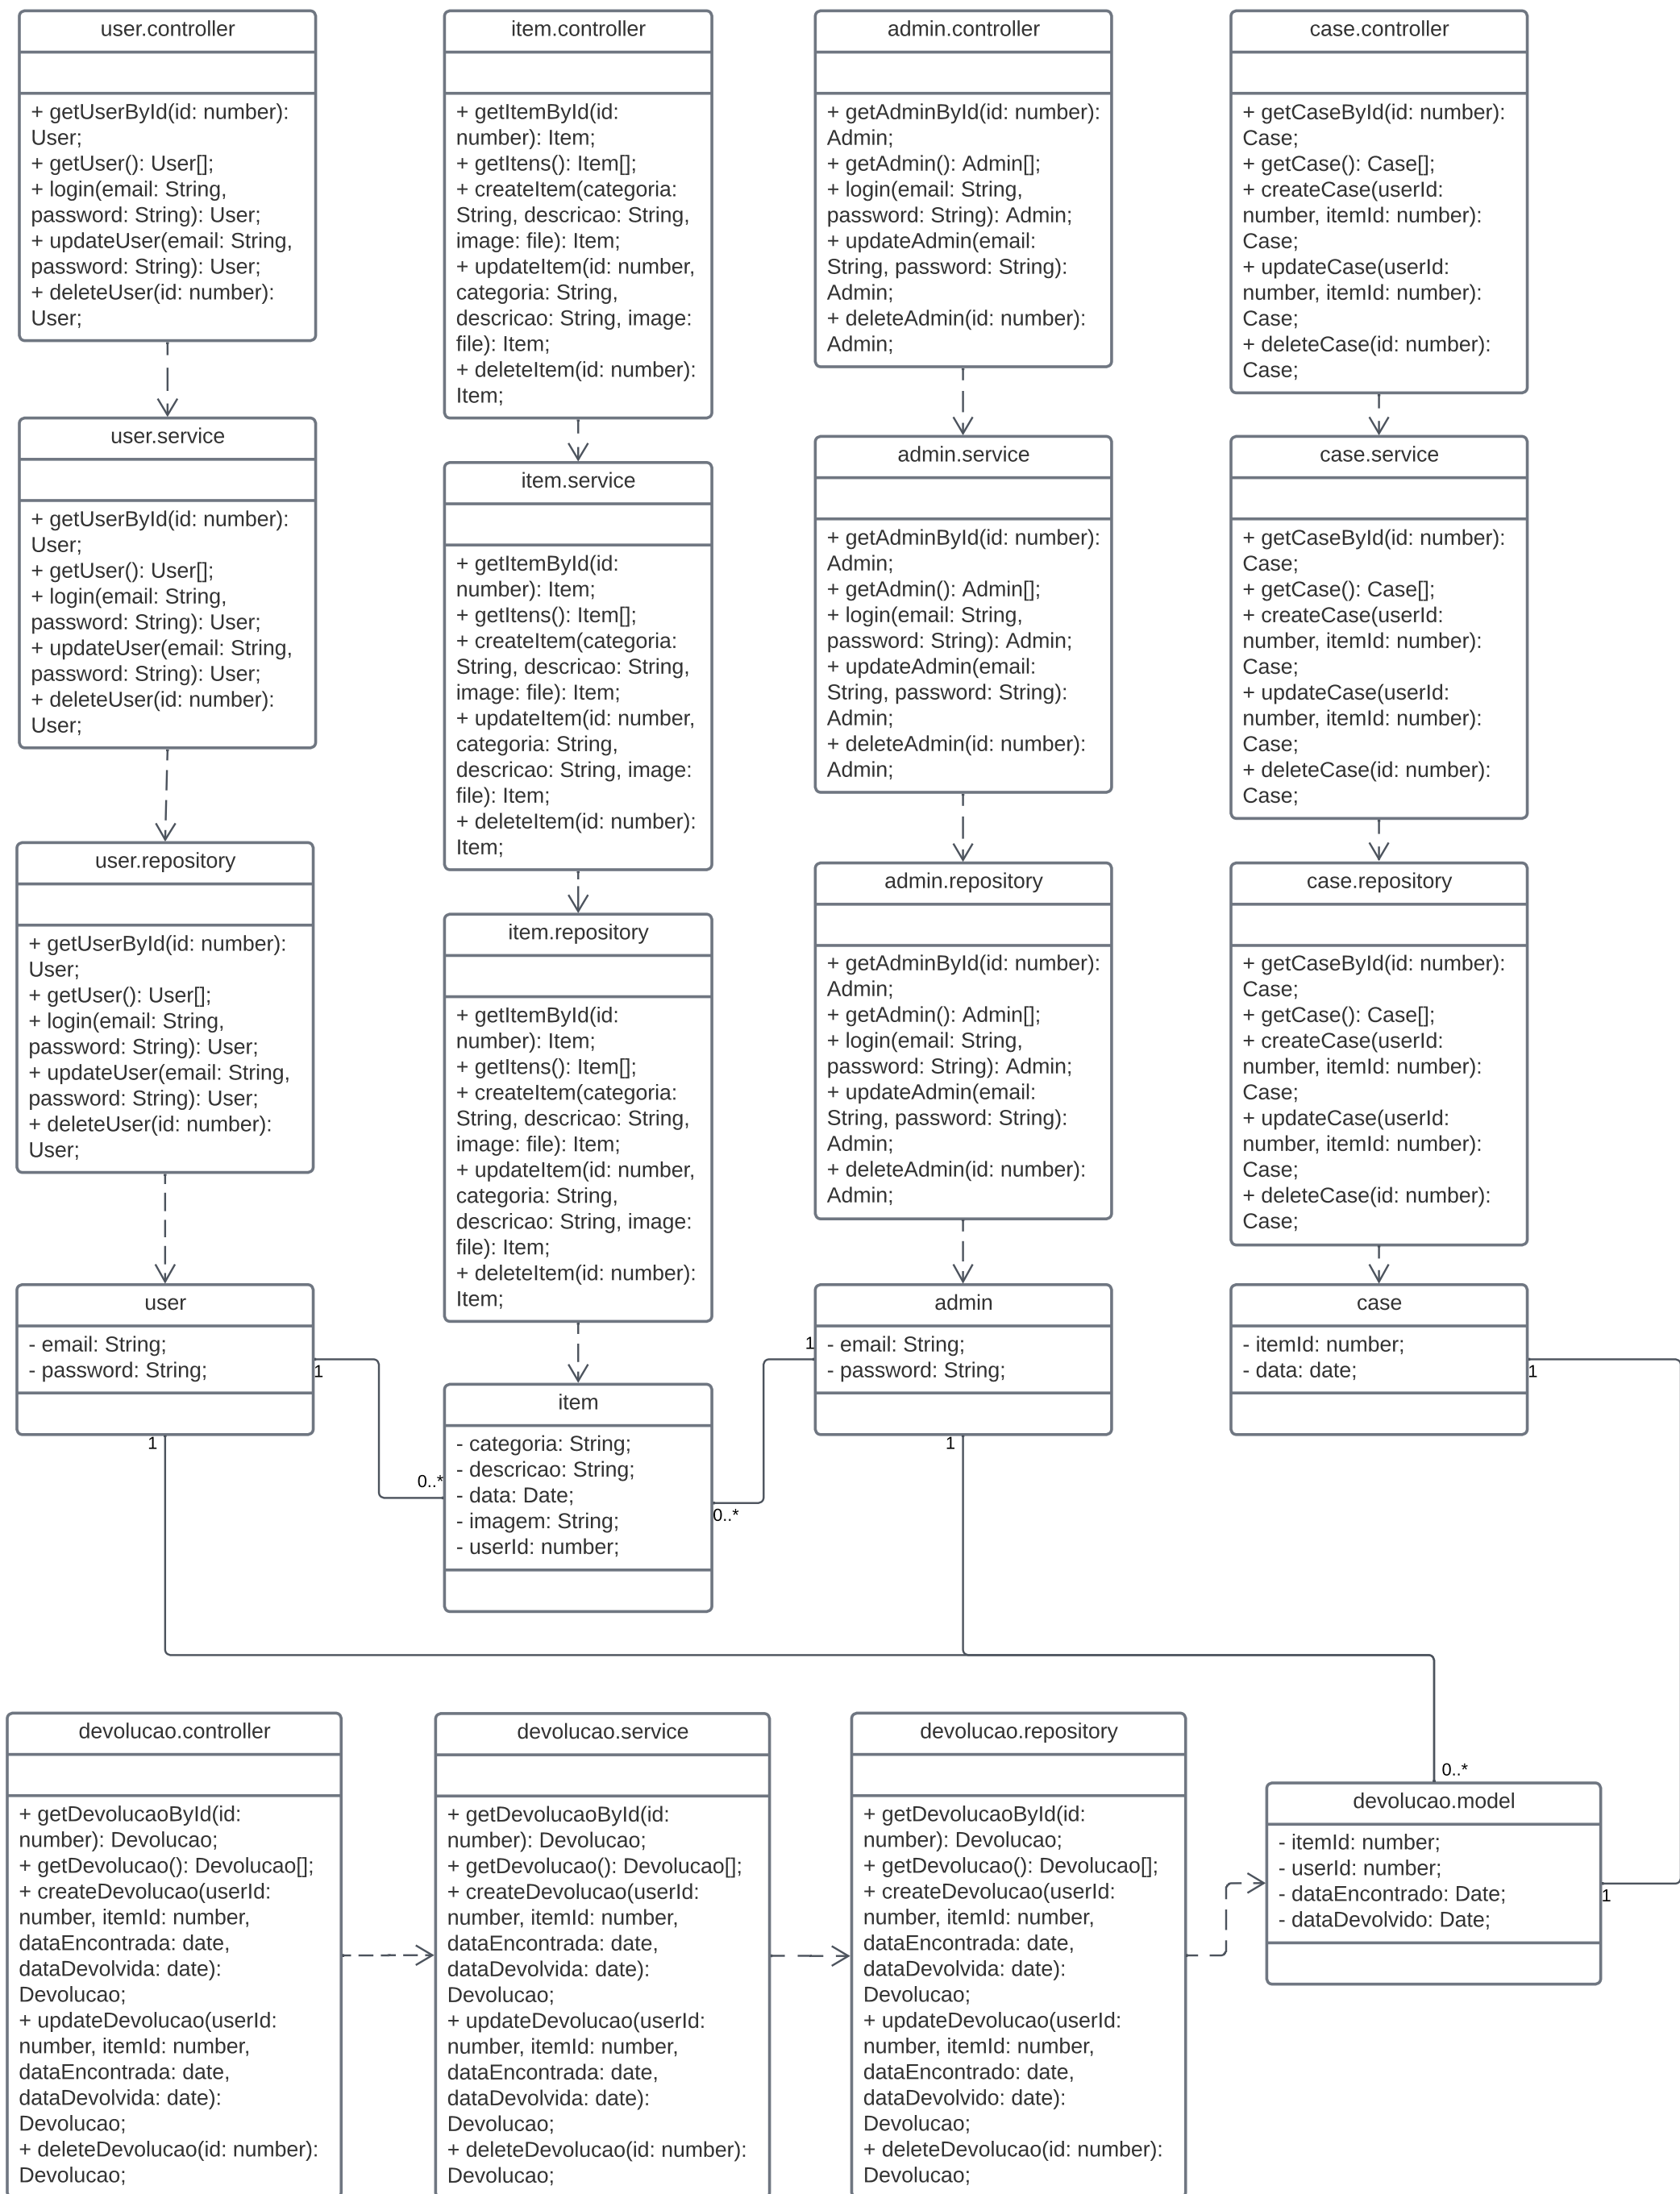 user.controller
+ getUserById(id: number):
User;
+ getUser(): User[];
+ login(email: String,
password: String): User;
+ updateUser(email: String,
password: String): User;
+ deleteUser(id: number):
User;
item.controller
+ getItemById(id:
number): Item;
+ getItens(): Item[];
+ createItem(categoria:
String, descricao: String,
image: file): Item;
+ updateItem(id: number,
categoria: String,
descricao: String, image:
file): Item;
+ deleteItem(id: number):
Item;
admin.controller
+ getAdminById(id: number):
Admin;
+ getAdmin(): Admin[];
+ login(email: String,
password: String): Admin;
+ updateAdmin(email:
String, password: String):
Admin;
+ deleteAdmin(id: number):
Admin;
case.controller
+ getCaseById(id: number):
Case;
+ getCase(): Case[];
+ createCase(userId:
number, itemId: number):
Case;
+ updateCase(userId:
number, itemId: number):
Case;
+ deleteCase(id: number):
Case;
user.service
+ getUserById(id: number):
User;
+ getUser(): User[];
+ login(email: String,
password: String): User;
+ updateUser(email: String,
password: String): User;
+ deleteUser(id: number):
User;
item.service
+ getItemById(id:
number): Item;
+ getItens(): Item[];
+ createItem(categoria:
String, descricao: String,
image: file): Item;
+ updateItem(id: number,
categoria: String,
descricao: String, image:
file): Item;
+ deleteItem(id: number):
Item;
admin.service
+ getAdminById(id: number):
Admin;
+ getAdmin(): Admin[];
+ login(email: String,
password: String): Admin;
+ updateAdmin(email:
String, password: String):
Admin;
+ deleteAdmin(id: number):
Admin;
case.service
+ getCaseById(id: number):
Case;
+ getCase(): Case[];
+ createCase(userId:
number, itemId: number):
Case;
+ updateCase(userId:
number, itemId: number):
Case;
+ deleteCase(id: number):
Case;
user.repository
+ getUserById(id: number):
User;
+ getUser(): User[];
+ login(email: String,
password: String): User;
+ updateUser(email: String,
password: String): User;
+ deleteUser(id: number):
User;
item.repository
+ getItemById(id:
number): Item;
+ getItens(): Item[];
+ createItem(categoria:
String, descricao: String,
image: file): Item;
+ updateItem(id: number,
categoria: String,
descricao: String, image:
file): Item;
+ deleteItem(id: number):
Item;
admin.repository
+ getAdminById(id: number):
Admin;
+ getAdmin(): Admin[];
+ login(email: String,
password: String): Admin;
+ updateAdmin(email:
String, password: String):
Admin;
+ deleteAdmin(id: number):
Admin;
case.repository
+ getCaseById(id: number):
Case;
+ getCase(): Case[];
+ createCase(userId:
number, itemId: number):
Case;
+ updateCase(userId:
number, itemId: number):
Case;
+ deleteCase(id: number):
Case;
user
- email: String;
- password: String;
1
1
item
- categoria: String;
- descricao: String;
- data: Date;
- imagem: String;
- userId: number;
0..*
0..*
admin
- email: String;
- password: String;
1
1
case
- itemId: number;
- data: date;
1
devolucao.controller
+ getDevolucaoById(id:
number): Devolucao;
+ getDevolucao(): Devolucao[];
+ createDevolucao(userId:
number, itemId: number,
dataEncontrada: date,
dataDevolvida: date):
Devolucao;
+ updateDevolucao(userId:
number, itemId: number,
dataEncontrada: date,
dataDevolvida: date):
Devolucao;
+ deleteDevolucao(id: number):
Devolucao;
devolucao.service
+ getDevolucaoById(id:
number): Devolucao;
+ getDevolucao(): Devolucao[];
+ createDevolucao(userId:
number, itemId: number,
dataEncontrada: date,
dataDevolvida: date):
Devolucao;
+ updateDevolucao(userId:
number, itemId: number,
dataEncontrada: date,
dataDevolvida: date):
Devolucao;
+ deleteDevolucao(id: number):
Devolucao;
devolucao.repository
+ getDevolucaoById(id:
number): Devolucao;
+ getDevolucao(): Devolucao[];
+ createDevolucao(userId:
number, itemId: number,
dataEncontrada: date,
dataDevolvida: date):
Devolucao;
+ updateDevolucao(userId:
number, itemId: number,
dataEncontrado: date,
dataDevolvido: date):
Devolucao;
+ deleteDevolucao(id: number):
Devolucao;
0..*
devolucao.model
- itemId: number;
- userId: number;
- dataEncontrado: Date;
- dataDevolvido: Date;
1